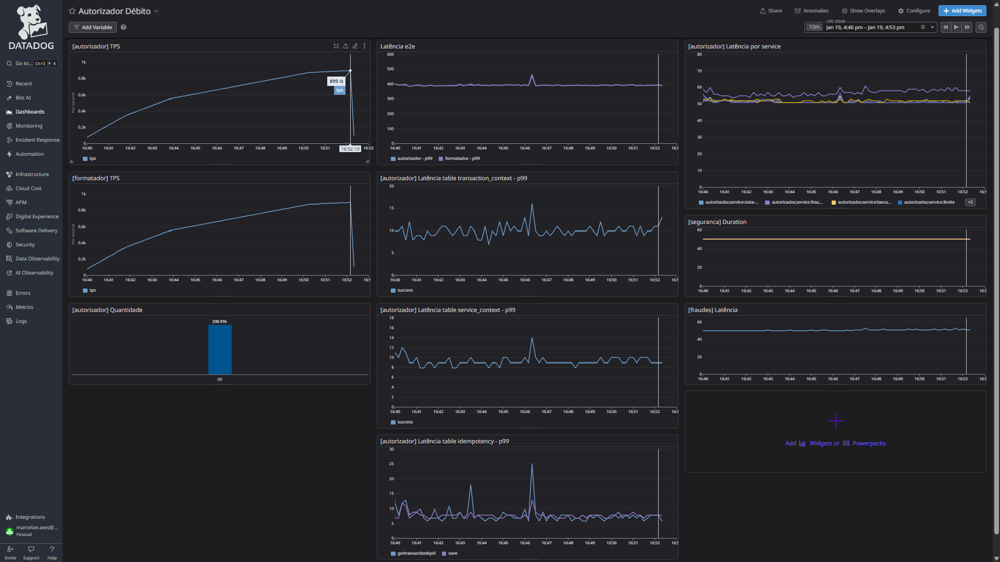 DATADOG
Go to... Ctrl + K
Recent
Bits AI
Dashboards
Monitoring
Incident Response
Automation
Infrastructure
Cloud Cost
APM
Digital Experience
Software Delivery
Security
Data Observability
AI Observability
Errors
Metrics
Logs
Integrations
marcelao.aws@...
Pessoal
Invite Support Help
Autorizador Débito
Share Anomalies Show Overlays Configure + Add Widgets
Add Variable ?
UTC-03:00
13m Jan 19, 4:40 pm – Jan 19, 4:53 pm
[autorizador] TPS
Per second
1k
0.8k
0.6k
0.4k
0.2k
0
899 /s
tps
16:40 16:41 16:42 16:43 16:44 16:45 16:46 16:47 16:48 16:49 16:50 16:51 16:52:10 16:53
tps
[formatador] TPS
Per second
1k
0.8k
0.6k
0.4k
0.2k
0
16:40 16:41 16:42 16:43 16:44 16:45 16:46 16:47 16:48 16:49 16:50 16:51 16:52 16:5
tps
[autorizador] Quantidade
230.91k
00
Latência e2e
600
500
400
300
200
100
0
16:40 16:41 16:42 16:43 16:44 16:45 16:46 16:47 16:48 16:49 16:50 16:51 16:52 16:5
autorizador - p99 formatador - p99
[autorizador] Latência table transaction_context - p99
20
15
10
5
0
16:40 16:41 16:42 16:43 16:44 16:45 16:46 16:47 16:48 16:49 16:50 16:51 16:52 16:5
success
[autorizador] Latência table service_context - p99
18
16
14
12
10
8
6
4
2
0
16:40 16:41 16:42 16:43 16:44 16:45 16:46 16:47 16:48 16:49 16:50 16:51 16:52 16:5
success
[autorizador] Latência table idempotency - p99
30
25
20
15
10
5
0
16:40 16:41 16:42 16:43 16:44 16:45 16:46 16:47 16:48 16:49 16:50 16:51 16:52 16:5
gettransactionbyid save
[autorizador] Latência por service
80
70
60
50
40
30
20
10
0
16:40 16:41 16:42 16:43 16:44 16:45 16:46 16:47 16:48 16:49 16:50 16:51 16:52 16:5
autorizador,service:data-... autorizador,service:frau... autorizador,service:lanca... autorizador,service:limite +2
[seguranca] Duration
60
40
20
0
16:40 16:41 16:42 16:43 16:44 16:45 16:46 16:47 16:48 16:49 16:50 16:51 16:52 16:5
[fraudes] Latência
60
40
20
0
16:40 16:41 16:42 16:43 16:44 16:45 16:46 16:47 16:48 16:49 16:50 16:51 16:52 16:5
Add Widgets or Powerpacks